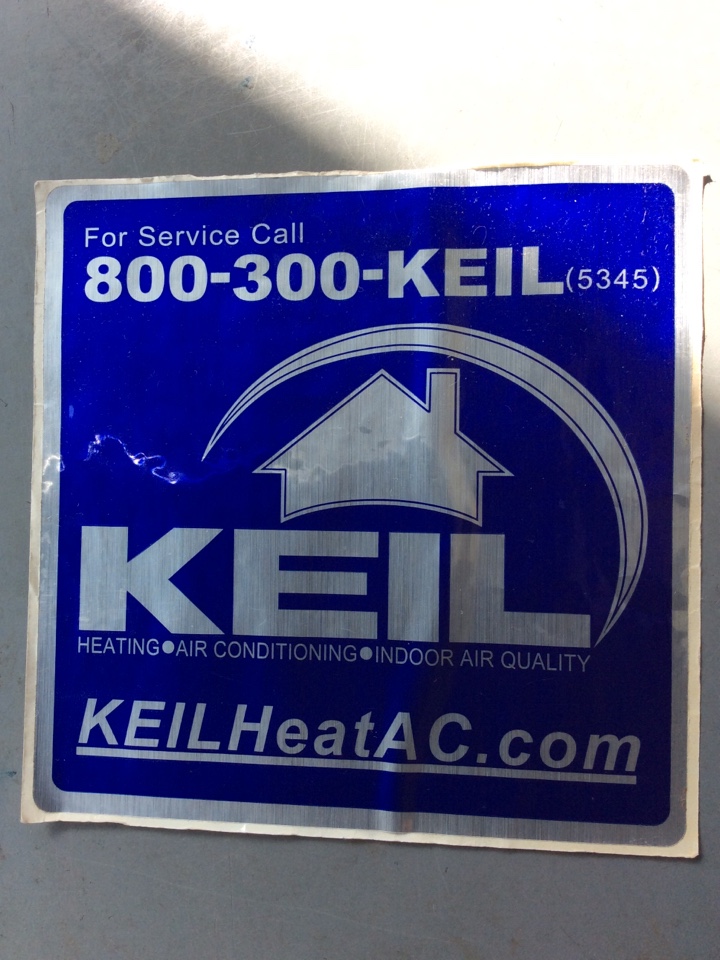 For Service Call
800-300-KEIL (5345)
KEIL
HEATING●AIR CONDITIONING●INDOOR AIR QUALITY
KEILHeatAC.com